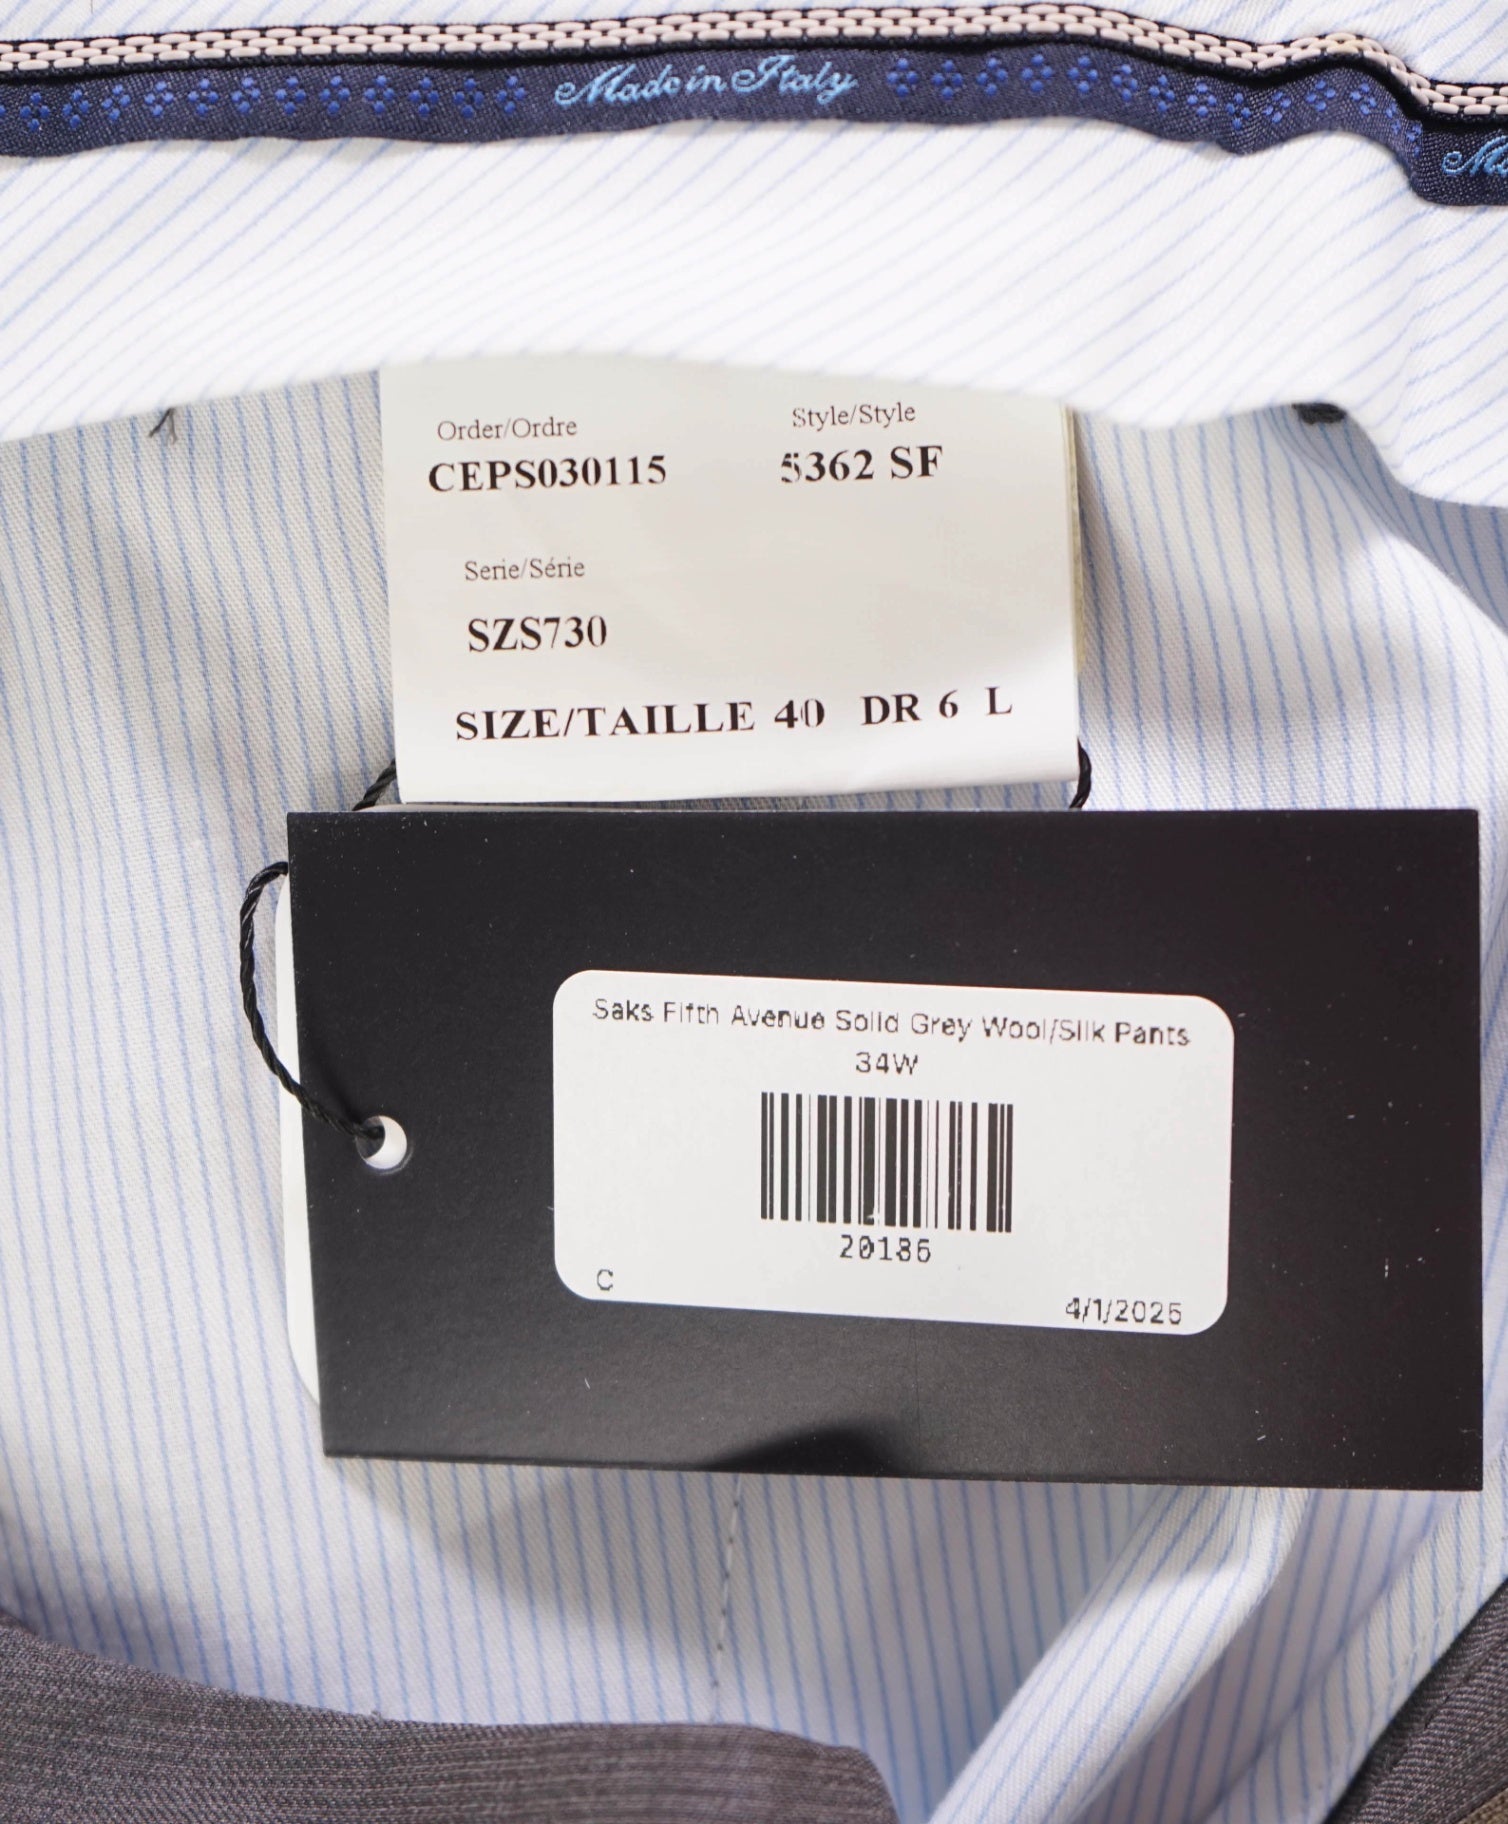 Made in Italy
Order/Ordre Style/Style
CEPS030115 5362 SF
Serie/Série
SZS730
SIZE/TAILLE 40 DR 6 L
Saks Fifth Avenue Solid Grey Wool/Silk Pants
34W
20186
C
4/1/2025